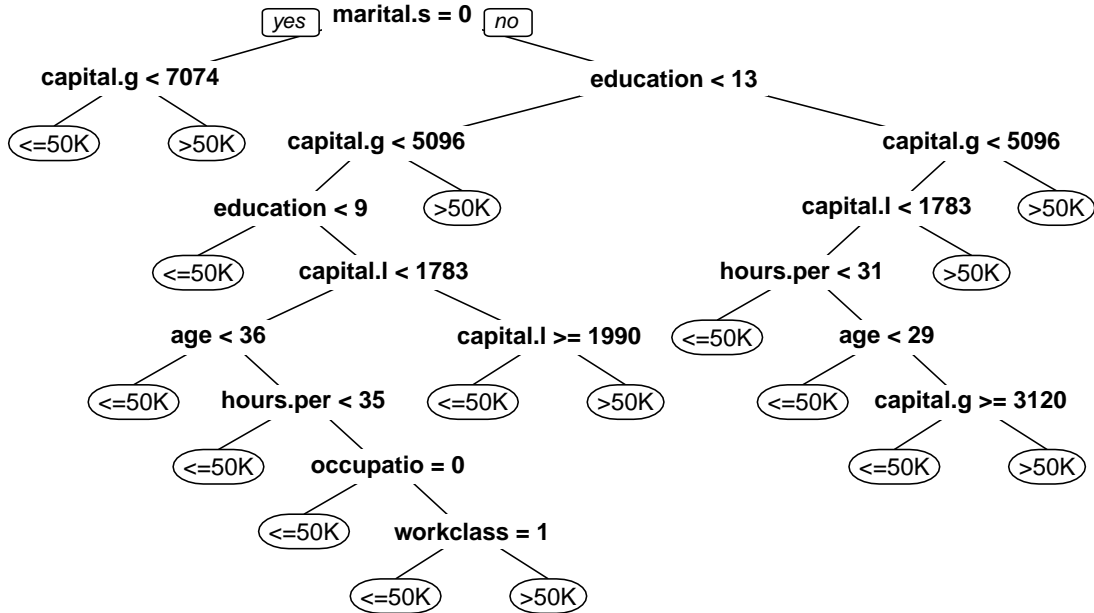 yes marital.s = 0 no
capital.g < 7074 education < 13
<=50K >50K capital.g < 5096 capital.g < 5096
education < 9 >50K capital.l < 1783 >50K
<=50K capital.l < 1783 hours.per < 31 >50K
age < 36 capital.l >= 1990 <=50K age < 29
<=50K hours.per < 35 <=50K >50K <=50K capital.g >= 3120
<=50K occupatio = 0 <=50K >50K
<=50K workclass = 1
<=50K >50K